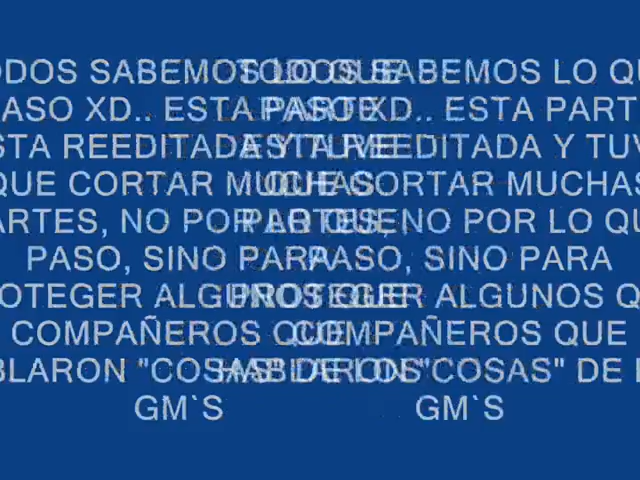 TODOS SABEMOS LO QUE
PASO XD.. ESTA PARTE
ESTA REEDITADA Y TUVE
QUE CORTAR MUCHAS
PARTES, NO POR LO QUE
PASO, SINO PARA
PROTEGER ALGUNOS QUE
COMPAÑEROS QUE
HABLARON "COSAS" DE LOS
GM`S